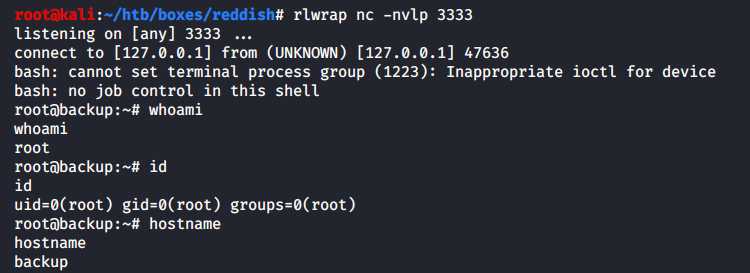 root@kali:~/htb/boxes/reddish# rlwrap nc -nvlp 3333
listening on [any] 3333 ...
connect to [127.0.0.1] from (UNKNOWN) [127.0.0.1] 47636
bash: cannot set terminal process group (1223): Inappropriate ioctl for device
bash: no job control in this shell
root@backup:~# whoami
whoami
root
root@backup:~# id
id
uid=0(root) gid=0(root) groups=0(root)
root@backup:~# hostname
hostname
backup